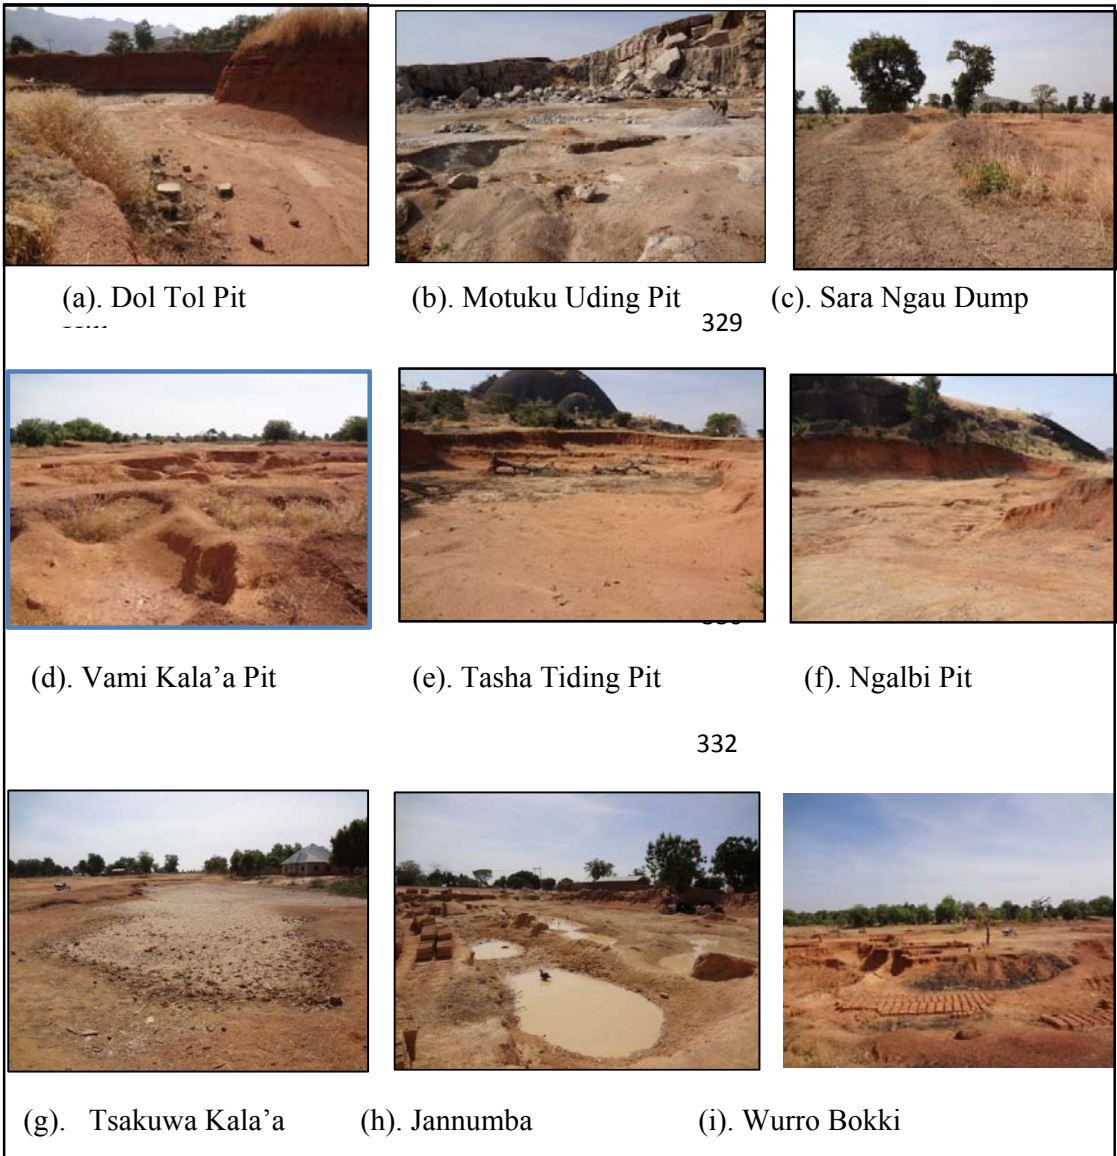 (a). Dol Tol Pit (b). Motuku Uding Pit (c). Sara Ngau Dump
329
(d). Vami Kala’a Pit (e). Tasha Tiding Pit (f). Ngalbi Pit
332
(g). Tsakuwa Kala’a (h). Jannumba (i). Wurro Bokki